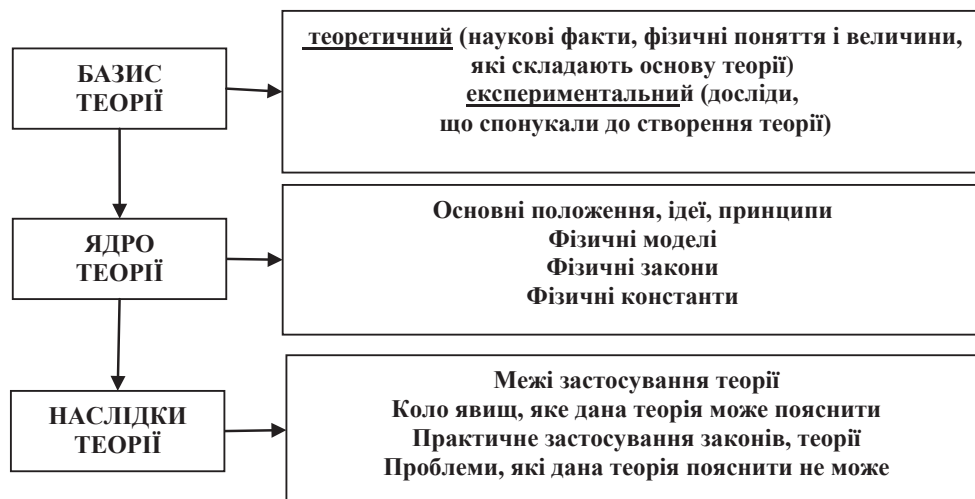 БАЗИС
ТЕОРІЇ
теоретичний (наукові факти, фізичні поняття і величини,
які складають основу теорії)
експериментальний (досліди,
що спонукали до створення теорії)
ЯДРО
ТЕОРІЇ
Основні положення, ідеї, принципи
Фізичні моделі
Фізичні закони
Фізичні константи
НАСЛІДКИ
ТЕОРІЇ
Межі застосування теорії
Коло явищ, яке дана теорія може пояснити
Практичне застосування законів, теорії
Проблеми, які дана теорія пояснити не може